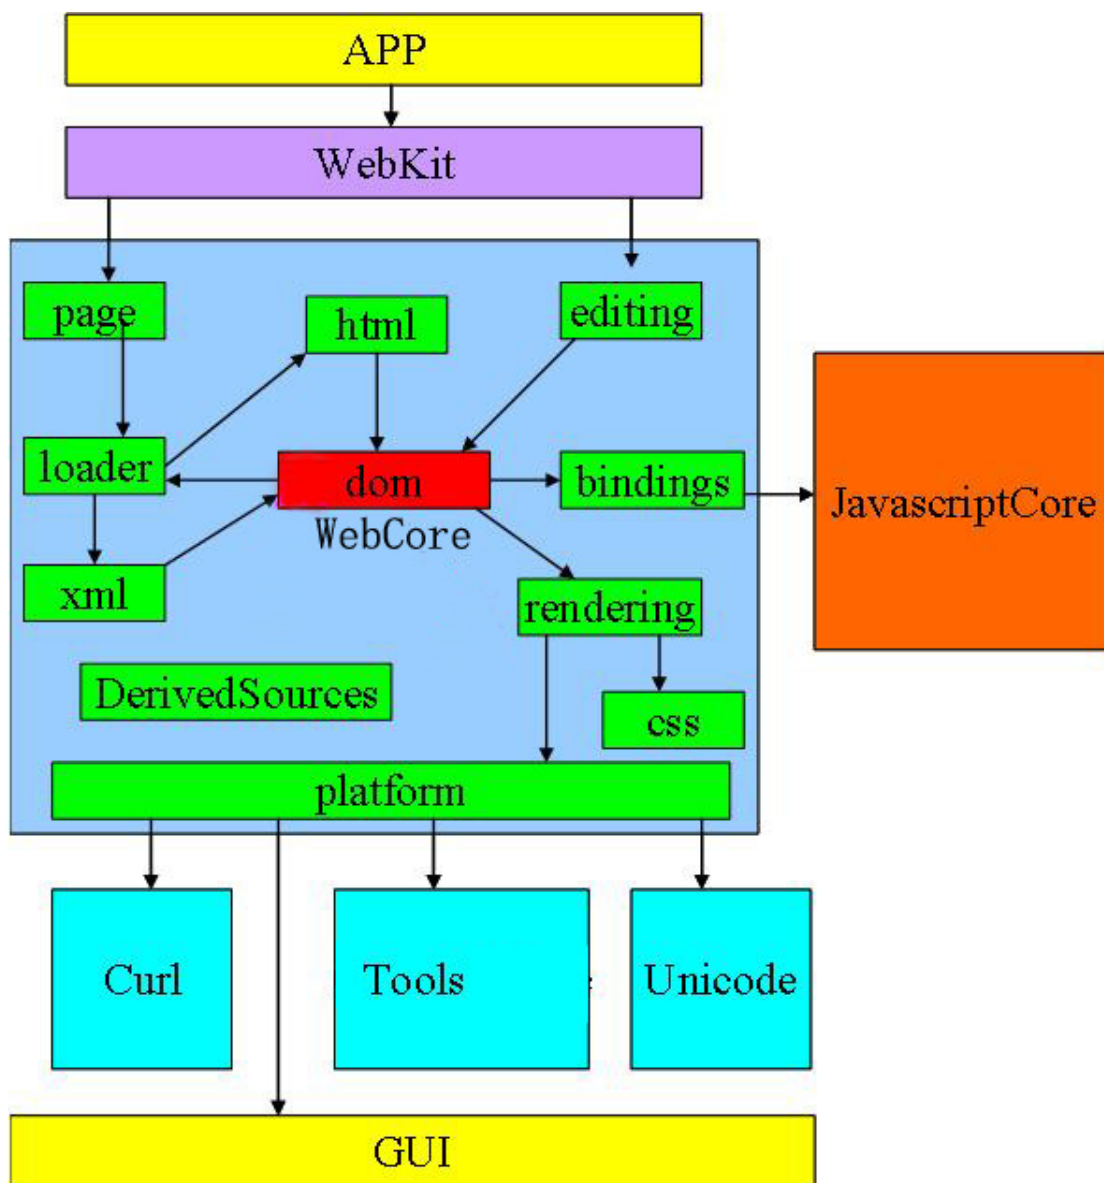 APP
WebKit
page
html
editing
loader
dom
bindings
JavascriptCore
WebCore
xml
rendering
DerivedSources
css
platform
Curl
Tools
Unicode
GUI